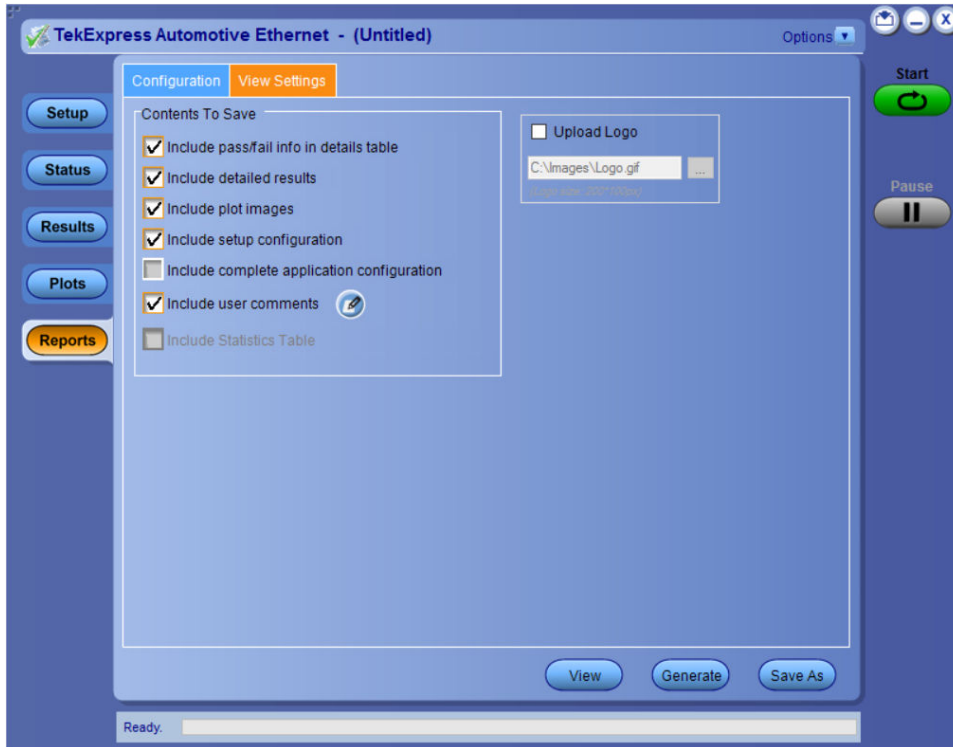 TekExpress Automotive Ethernet - (Untitled)
Options
X
Start
Pause
Setup
Status
Results
Plots
Reports
Configuration
View Settings
Contents To Save
Include pass/fail info in details table
Include detailed results
Include plot images
Include setup configuration
Include complete application configuration
Include user comments
Include Statistics Table
Upload Logo
C:\Images\Logo.gif
...
View
Generate
Save As
Ready.